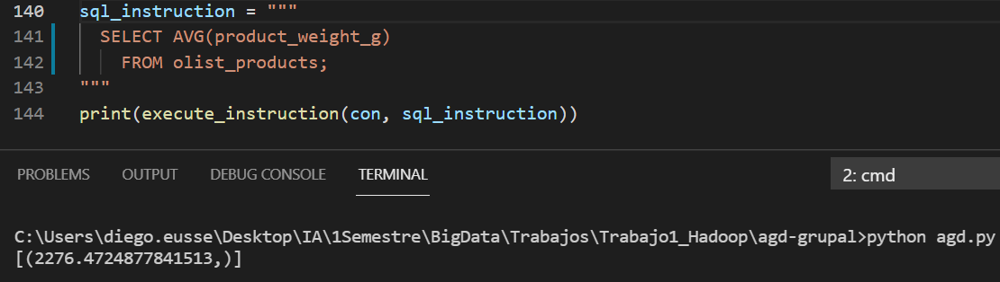 140 sql_instruction = """
141 SELECT AVG(product_weight_g)
142 FROM olist_products;
143 """
144 print(execute_instruction(con, sql_instruction))
PROBLEMS OUTPUT DEBUG CONSOLE TERMINAL 2: cmd
C:\Users\diego.eusse\Desktop\IA\1Semestre\BigData\Trabajos\Trabajo1_Hadoop\agd-grupal>python agd.py
[(2276.4724877841513,)]